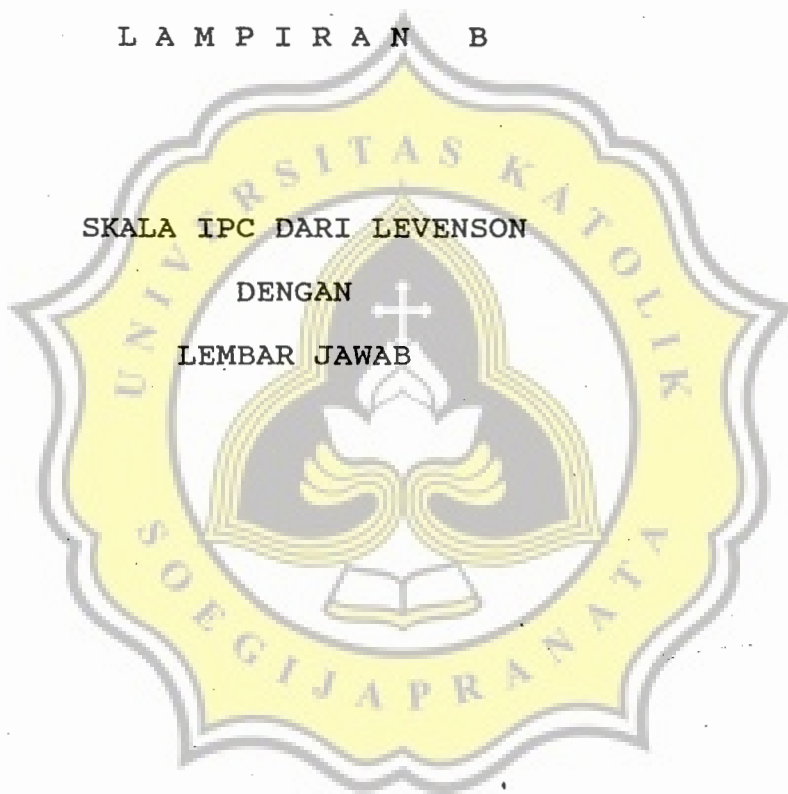 L A M P I R A N   B
SKALA IPC DARI LEVENSON
DENGAN
LEMBAR JAWAB
UNIVERSITAS KATOLIK
SOEGIJAPRANATA